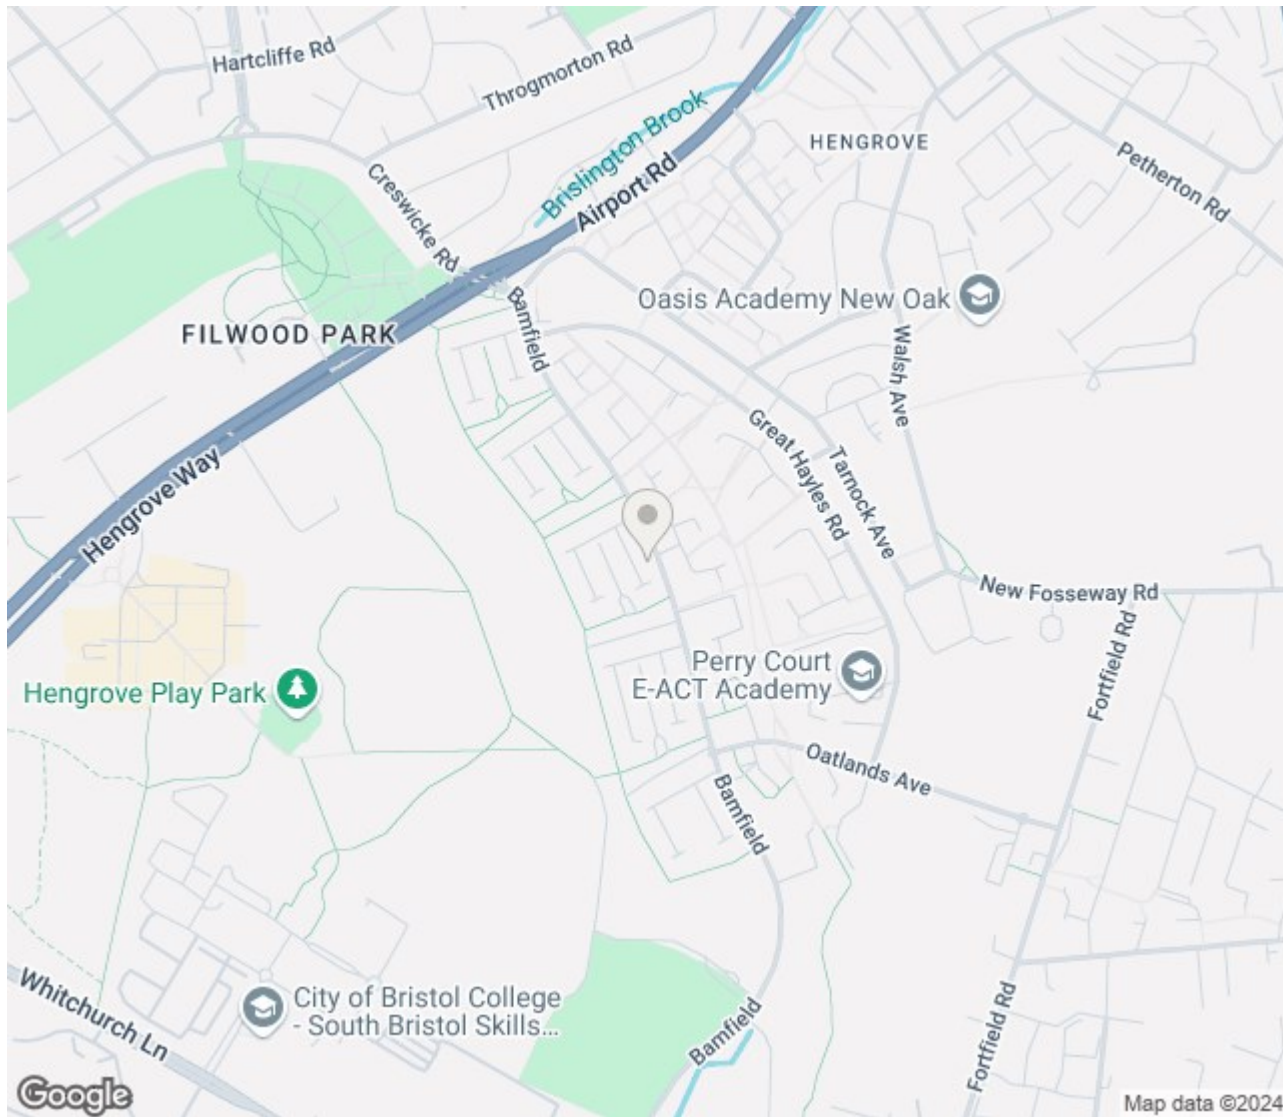 Hartcliffe Rd
Throgmorton Rd
Brislington Brook
Airport Rd
HENGROVE
Petherton Rd
Creswicke Rd
Bamfield
Oasis Academy New Oak
FILWOOD PARK
Walsh Ave
Great Hayles Rd
Tarnock Ave
Hengrove Way
New Fosseway Rd
Fortfield Rd
Perry Court
E-ACT Academy
Hengrove Play Park
Oatlands Ave
Bamfield
Whitchurch Ln
City of Bristol College
- South Bristol Skills...
Bamfield
Fortfield Rd
Google
Map data ©2024